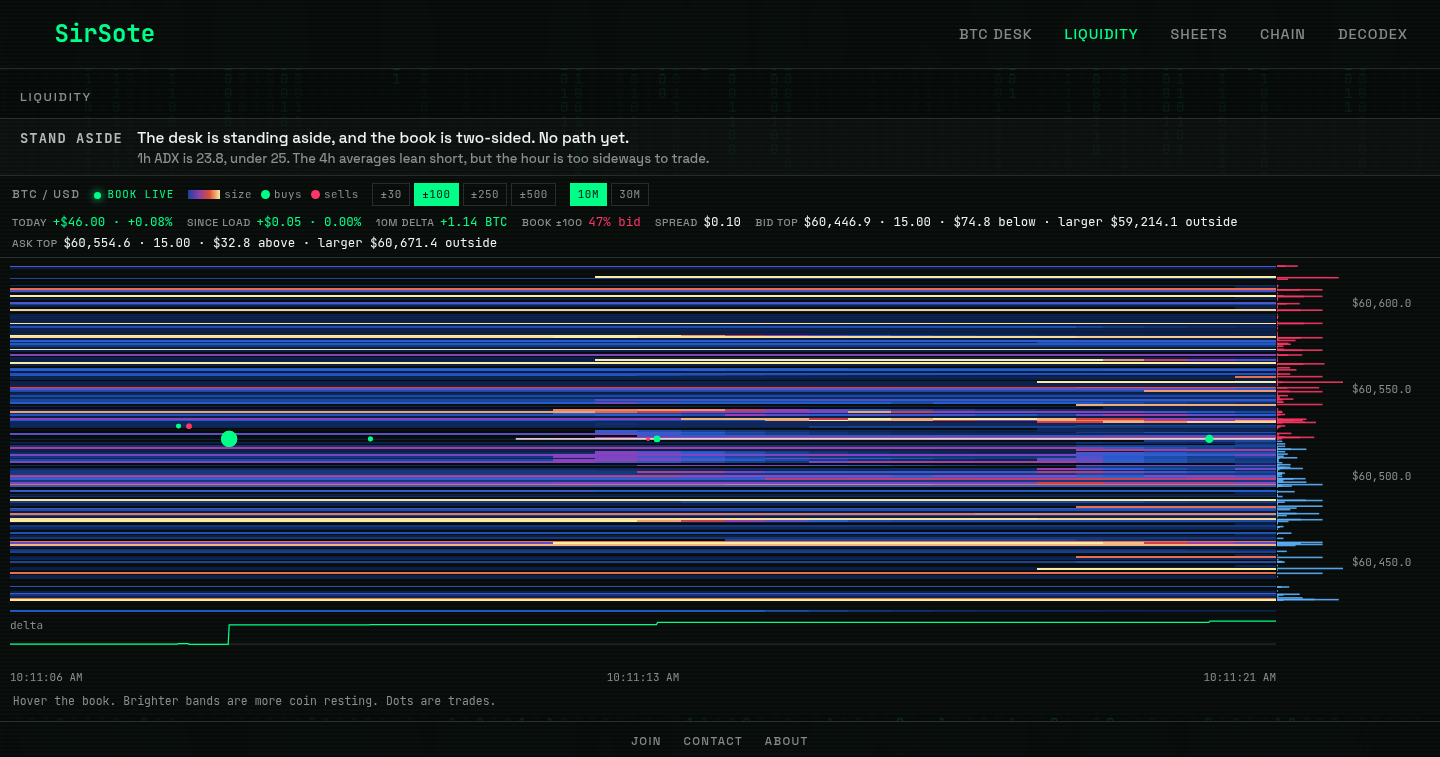 SirSote
BTC DESK LIQUIDITY SHEETS CHAIN DECODEX
LIQUIDITY
STAND ASIDE The desk is standing aside, and the book is two-sided. No path yet.
1h ADX is 23.8, under 25. The 4h averages lean short, but the hour is too sideways to trade.
BTC / USD BOOK LIVE size buys sells ±30 ±100 ±250 ±500 10M 30M
TODAY +$46.00 · +0.08% SINCE LOAD +$0.05 · 0.00% 10M DELTA +1.14 BTC BOOK ±100 47% bid SPREAD $0.10 BID TOP $60,446.9 · 15.00 · $74.8 below · larger $59,214.1 outside
ASK TOP $60,554.6 · 15.00 · $32.8 above · larger $60,671.4 outside
$60,600.0
$60,550.0
$60,500.0
$60,450.0
delta
10:11:06 AM 10:11:13 AM 10:11:21 AM
Hover the book. Brighter bands are more coin resting. Dots are trades.
JOIN CONTACT ABOUT